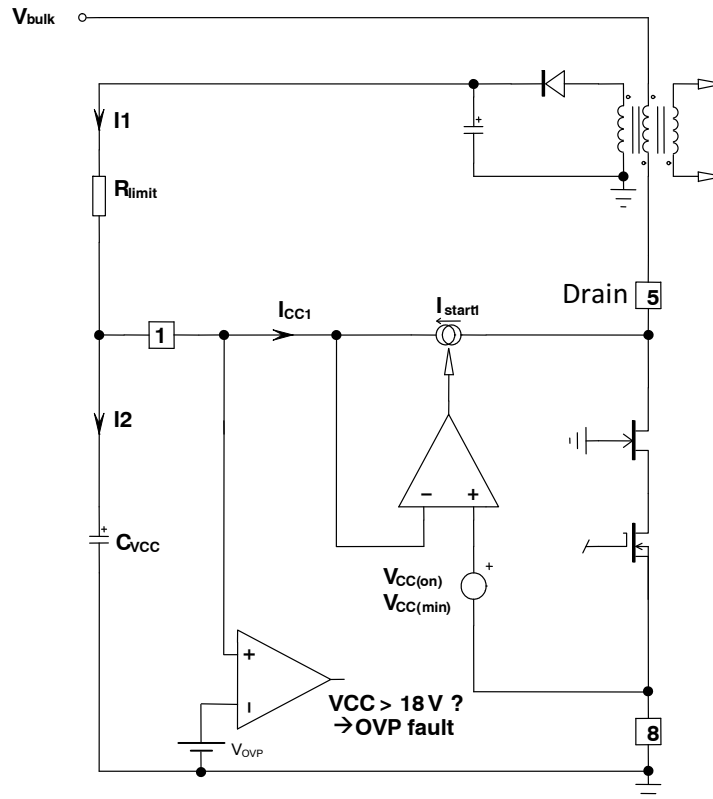 Vbulk
I1
Rlimit
Drain 5
ICC1
Istart1
1
I2
CVCC
VCC(on)
VCC(min)
VCC > 18 V ?
→OVP fault
VOVP
8